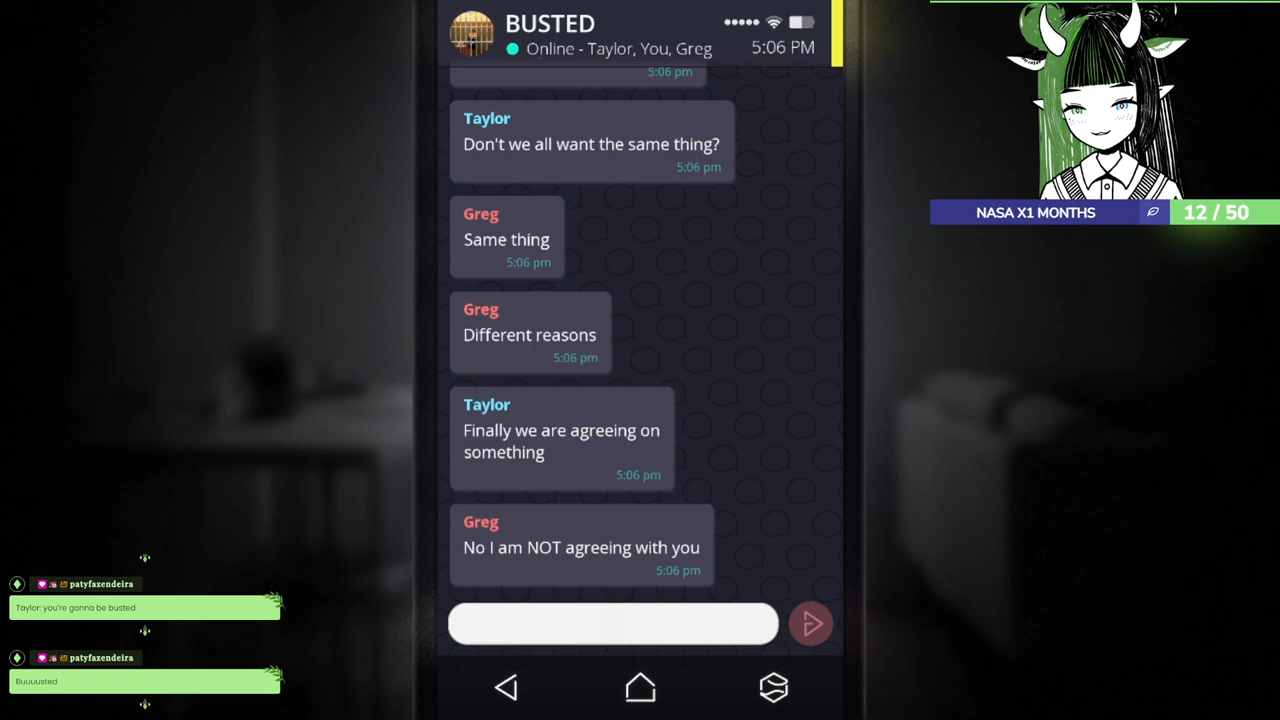 BUSTED
Online - Taylor, You, Greg
5:06 PM
5:06 pm
Taylor
Don't we all want the same thing?
5:06 pm
Greg
Same thing
5:06 pm
Greg
Different reasons
5:06 pm
Taylor
Finally we are agreeing on
something
5:06 pm
Greg
No I am NOT agreeing with you
5:06 pm
NASA X1 MONTHS
12 / 50
patyfazendeira
Taylor: you're gonna be busted
patyfazendeira
Buuuusted